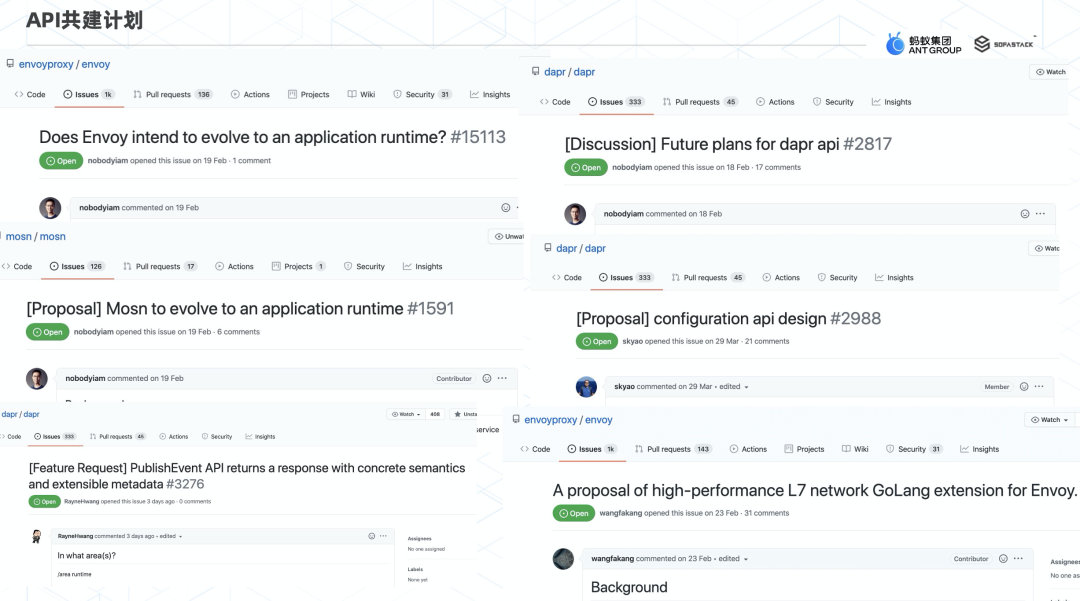 API共建计划
蚂蚁集团
ANT GROUP
SOFASTACK
envoyproxy / envoy
Code Issues 1k Pull requests 136 Actions Projects Wiki Security 31 Insights
Does Envoy intend to evolve to an application runtime? #15113
Open nobodyiam opened this issue on 19 Feb · 1 comment
nobodyiam commented on 19 Feb
dapr / dapr
Watch
Code Issues 333 Pull requests 45 Actions Security Insights
[Discussion] Future plans for dapr api #2817
Open nobodyiam opened this issue on 18 Feb · 17 comments
nobodyiam commented on 18 Feb
mosn / mosn
Unwat
Code Issues 126 Pull requests 17 Actions Projects 1 Security Insights
[Proposal] Mosn to evolve to an application runtime #1591
Open nobodyiam opened this issue on 19 Feb · 6 comments
nobodyiam commented on 19 Feb
Contributor
dapr / dapr
Watc
Code Issues 333 Pull requests 45 Actions Security Insights
[Proposal] configuration api design #2988
Open skyao opened this issue on 29 Mar · 21 comments
skyao commented on 29 Mar · edited
Member
dapr / dapr
Watch 408 Unsta
service
Code Issues 333 Pull requests 45 Actions Security Insights
[Feature Request] PublishEvent API returns a response with concrete semantics
and extensible metadata #3276
Open RayneHwang opened this issue 3 days ago · 0 comments
RayneHwang commented 3 days ago · edited
In what area(s)?
/area runtime
Assignees
No one assigned
Labels
None yet
envoyproxy / envoy
Watch
Code Issues 1k Pull requests 143 Actions Projects Wiki Security 31 Insights
A proposal of high-performance L7 network GoLang extension for Envoy.
Open wangfakang opened this issue on 23 Feb · 31 comments
wangfakang commented on 23 Feb · edited
Contributor
Background
Assignees
No one as